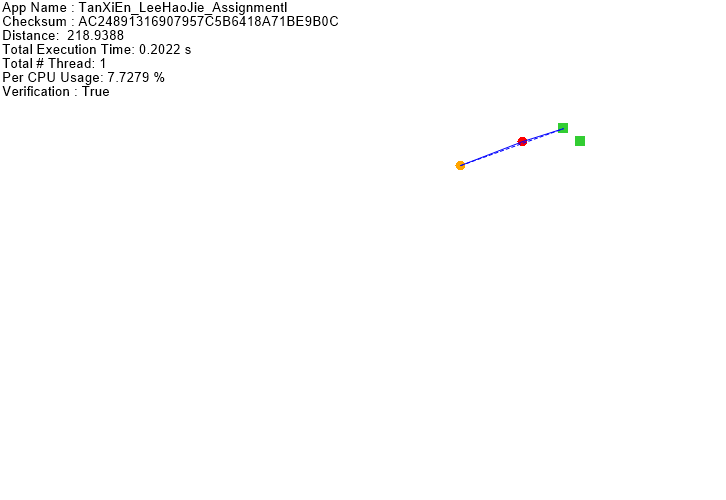 App Name : TanXiEn_LeeHaoJie_AssignmentI
Checksum : AC24891316907957C5B6418A71BE9B0C
Distance:  218.9388
Total Execution Time: 0.2022 s
Total # Thread: 1
Per CPU Usage: 7.7279 %
Verification : True